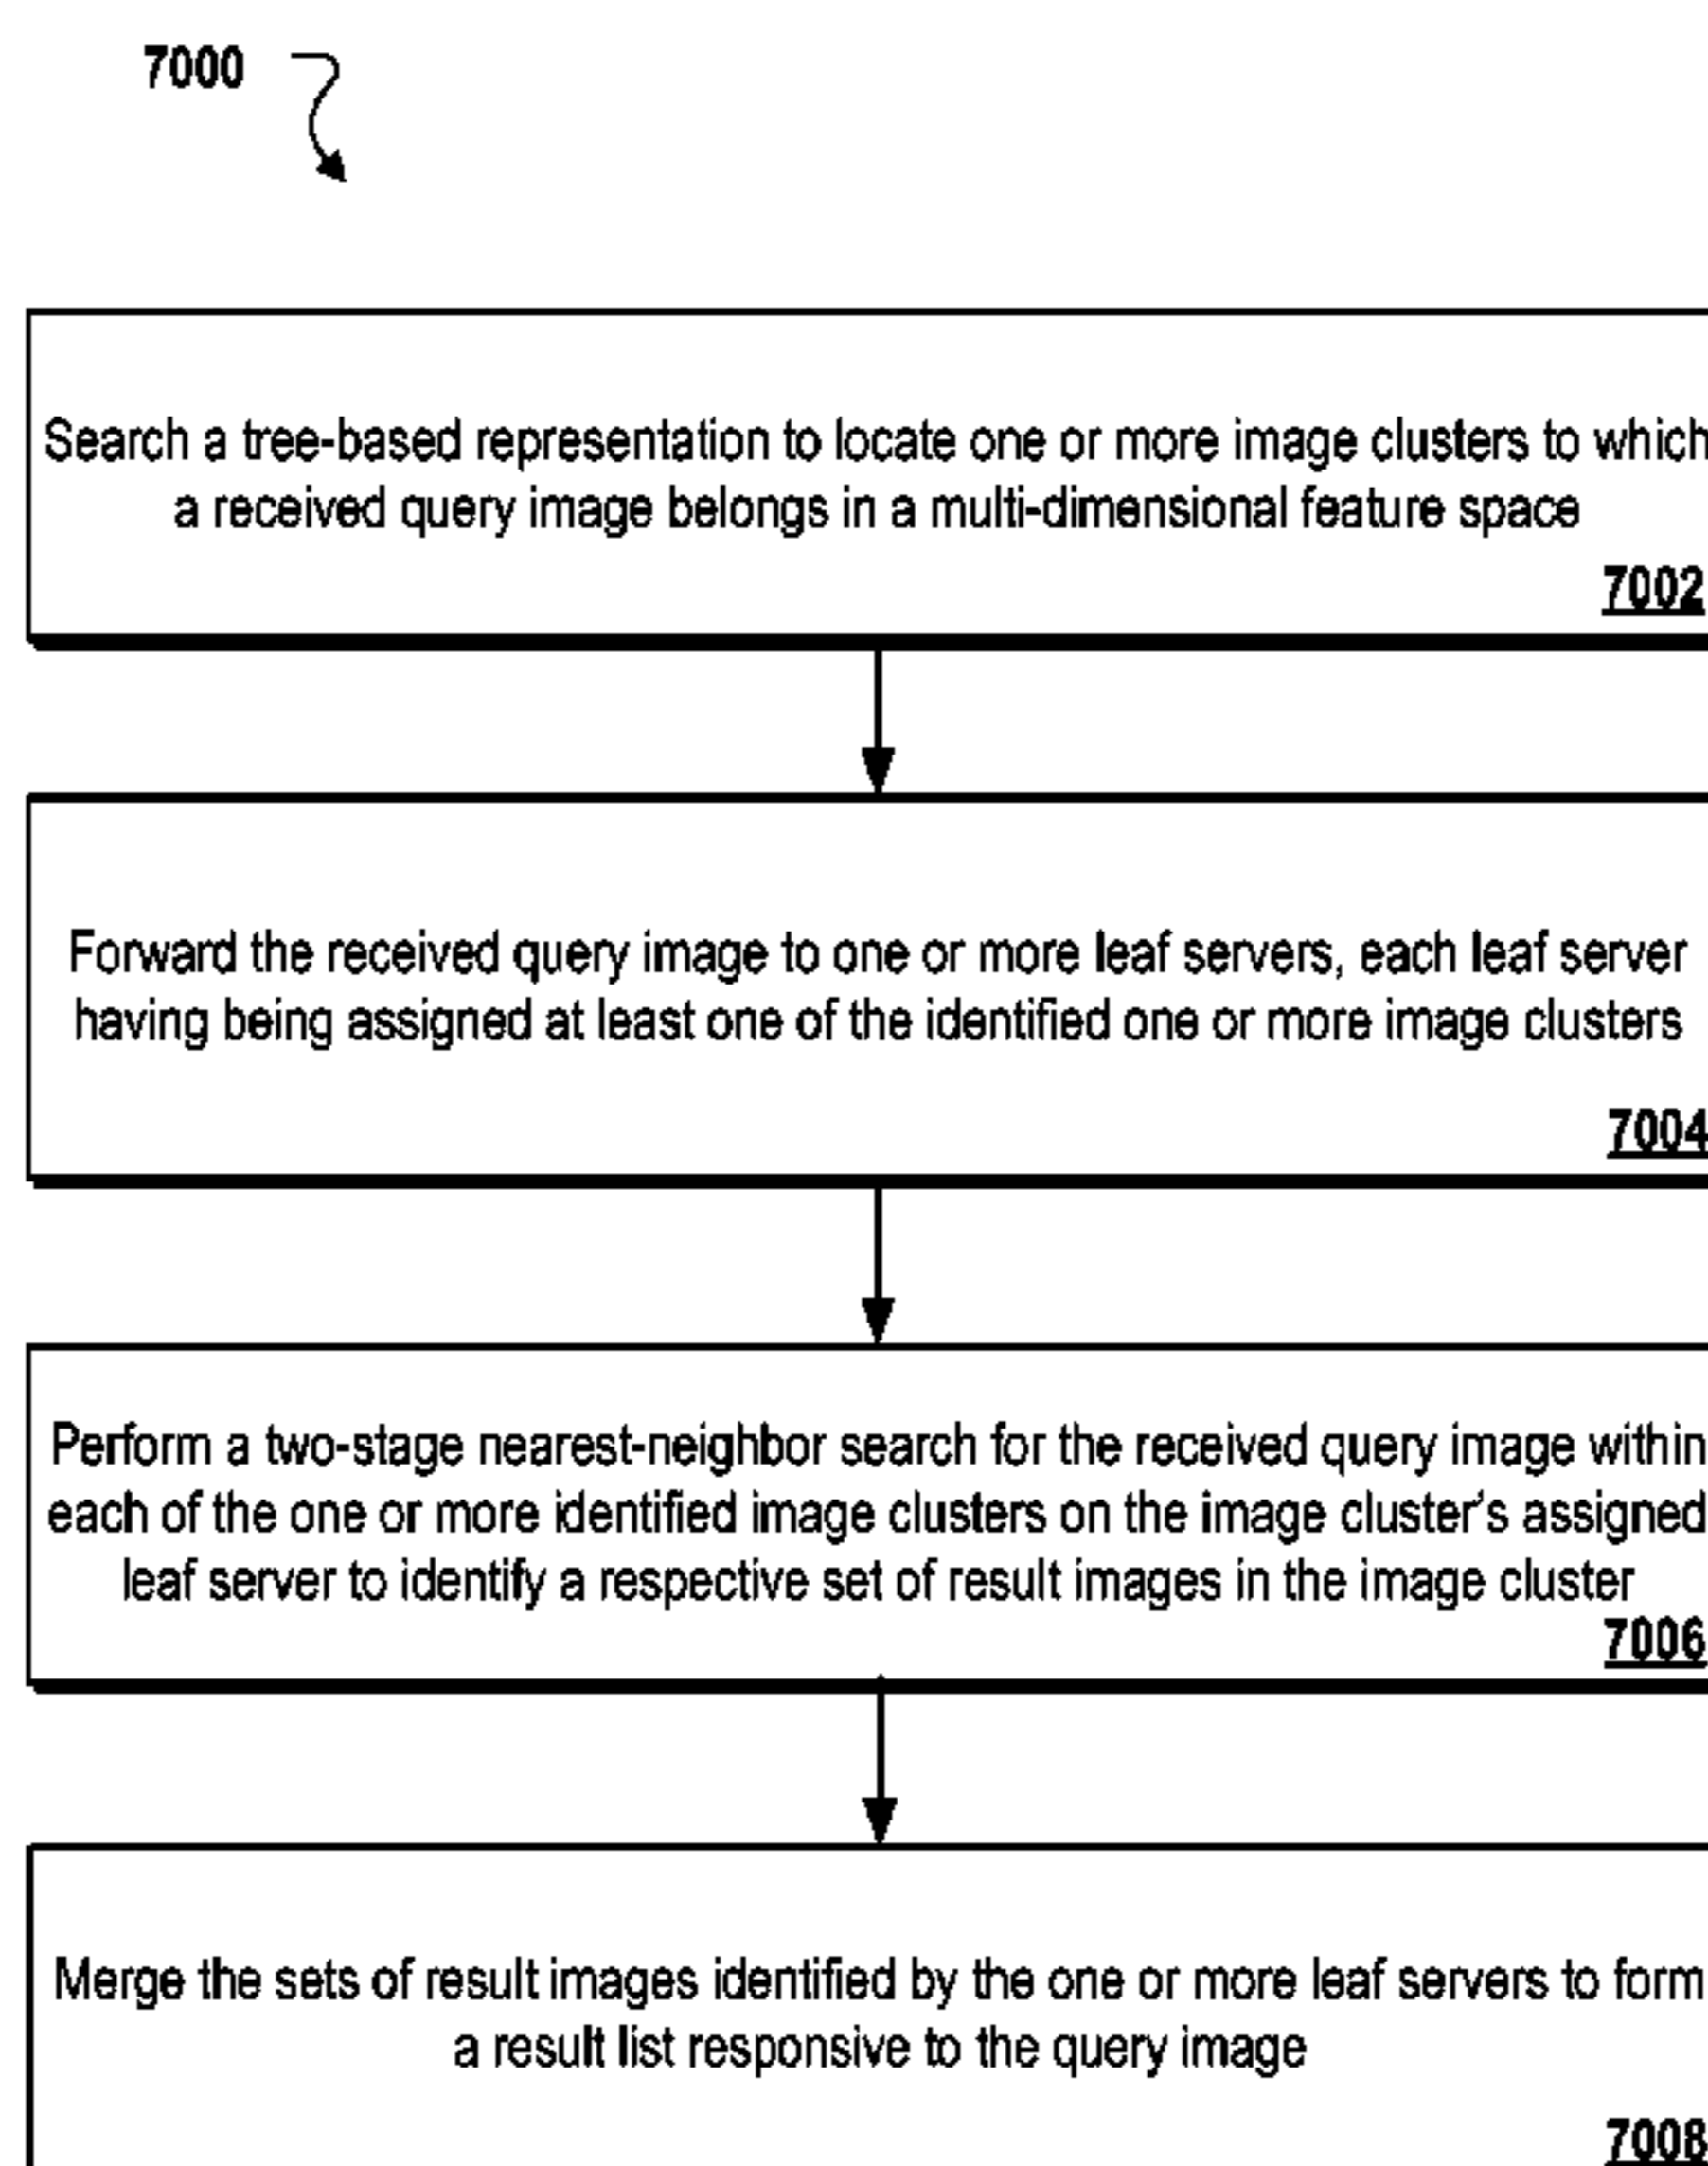 7000
Search a tree-based representation to locate one or more image clusters to which
a received query image belongs in a multi-dimensional feature space
7002
Forward the received query image to one or more leaf servers, each leaf server
having being assigned at least one of the identified one or more image clusters
7004
Perform a two-stage nearest-neighbor search for the received query image within
each of the one or more identified image clusters on the image cluster's assigned
leaf server to identify a respective set of result images in the image cluster
7006
Merge the sets of result images identified by the one or more leaf servers to form
a result list responsive to the query image
7008